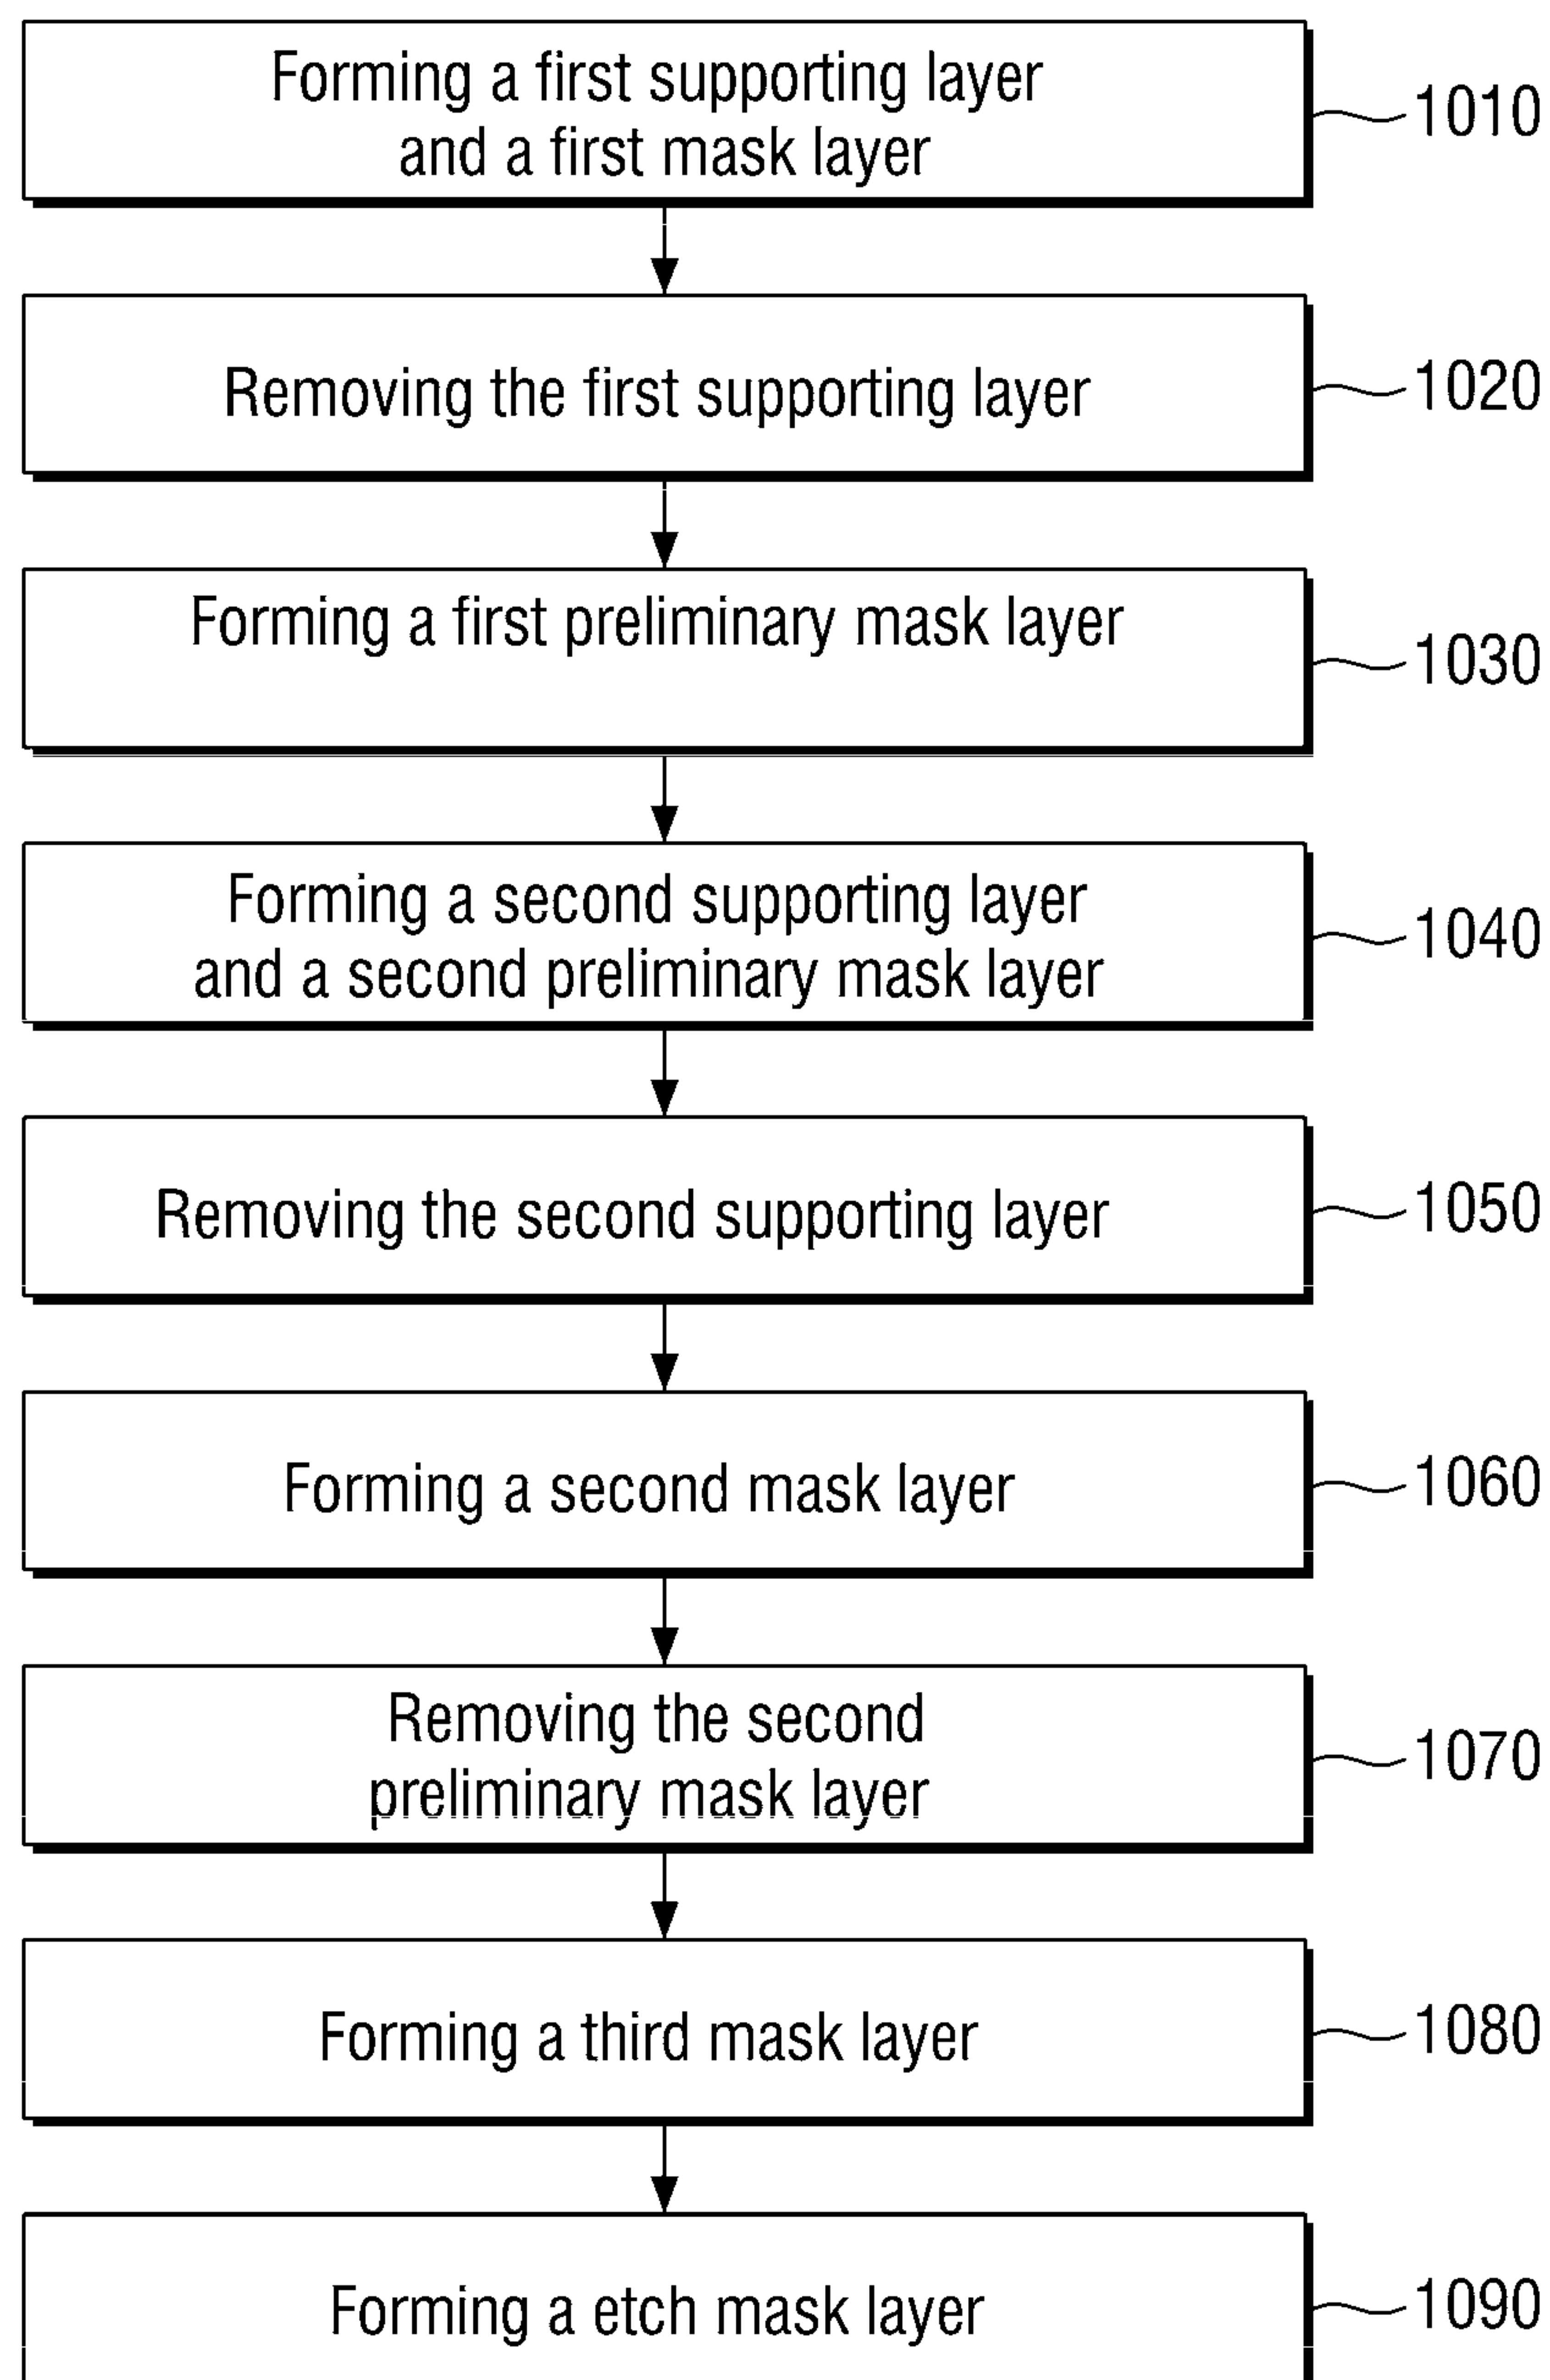 Forming a first supporting layer
and a first mask layer
1010
Removing the first supporting layer
1020
Forming a first preliminary mask layer
1030
Forming a second supporting layer
and a second preliminary mask layer
1040
Removing the second supporting layer
1050
Forming a second mask layer
1060
Removing the second
preliminary mask layer
1070
Forming a third mask layer
1080
Forming a etch mask layer
1090